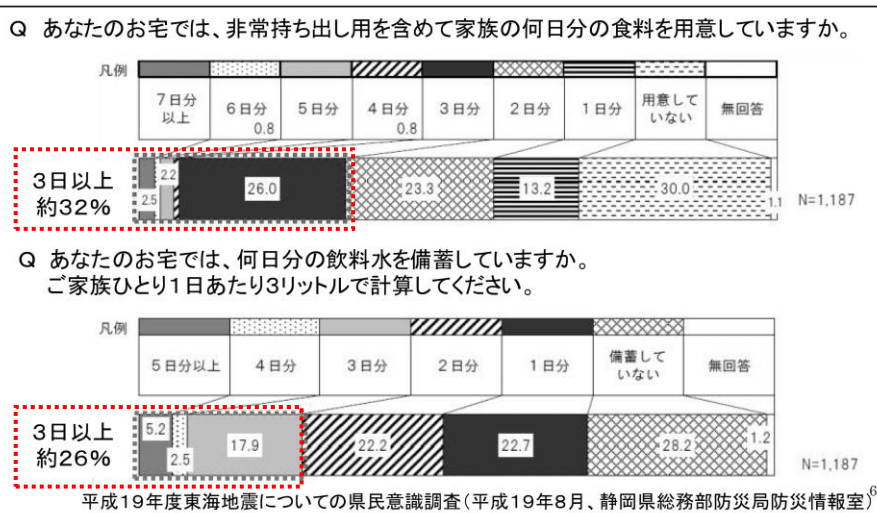 Q あなたのお宅では、非常持ち出し用を含めて家族の何日分の食料を用意していますか。
凡例
7日分以上 6日分 0.8 5日分 4日分 0.8 3日分 2日分 1日分 用意していない 無回答
3日以上
約32%
2.5 2.2 26.0 23.3 13.2 30.0 1.1 N=1,187
Q あなたのお宅では、何日分の飲料水を備蓄していますか。
ご家族ひとり1日あたり3リットルで計算してください。
凡例
5日分以上 4日分 3日分 2日分 1日分 備蓄していない 無回答
3日以上
約26%
5.2 2.5 17.9 22.2 22.7 28.2 1.2 N=1,187
平成19年度東海地震についての県民意識調査(平成19年8月、静岡県総務部防災局防災情報室)
6